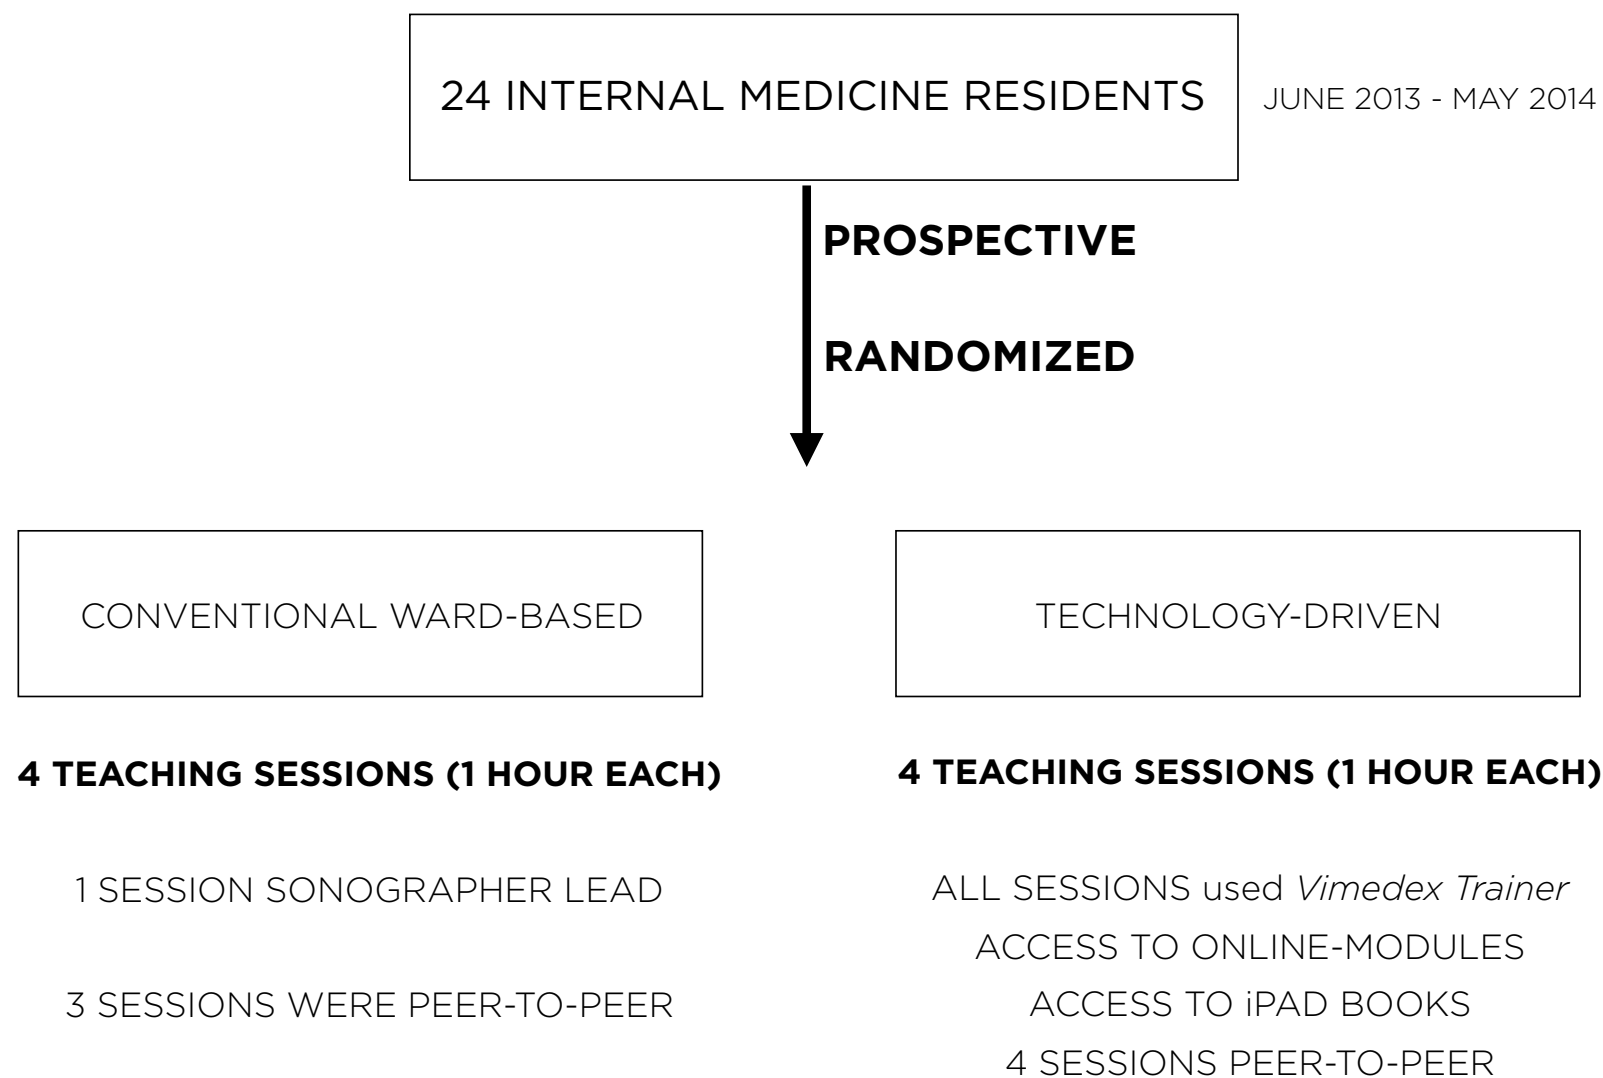 24 INTERNAL MEDICINE RESIDENTS
JUNE 2013 - MAY 2014
PROSPECTIVE
RANDOMIZED
CONVENTIONAL WARD-BASED
4 TEACHING SESSIONS (1 HOUR EACH)
1 SESSION SONOGRAPHER LEAD
3 SESSIONS WERE PEER-TO-PEER
TECHNOLOGY-DRIVEN
4 TEACHING SESSIONS (1 HOUR EACH)
ALL SESSIONS used Vimedex Trainer
ACCESS TO ONLINE-MODULES
ACCESS TO iPAD BOOKS
4 SESSIONS PEER-TO-PEER